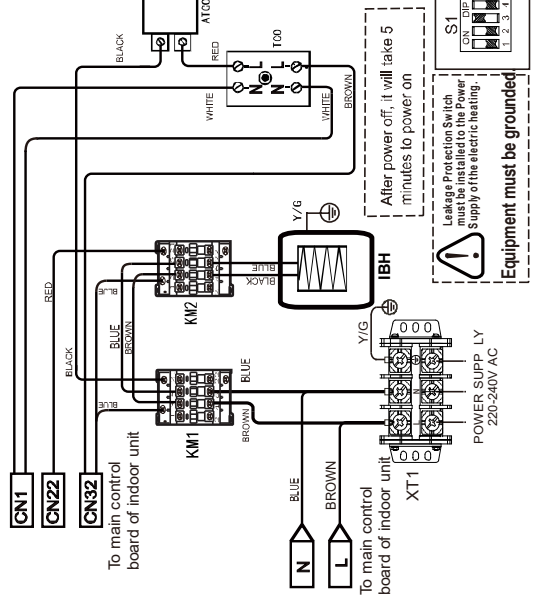 BLACK
ATCO
RED
TCO
WHITE
L
N
L
N
WHITE
BROWN
After power off, it will take 5
minutes to power on
S1
ON DIP
1 2 3 4
Leakage Protection Switch
must be installed to the Power
Supply of the electric heating.
Equipment must be grounded
RED
BLACK
BLUE
BLUE
BROWN
KM2
BLUE
BLACK
Y/G
IBH
BLUE
KM1
BLUE
BROWN
Y/G
CN1
CN22
CN32
To main control
board of indoor unit
BLUE
BROWN
N
L
To main control
board of indoor unit
XT1
L
N
POWER SUPP LY
220-240V AC